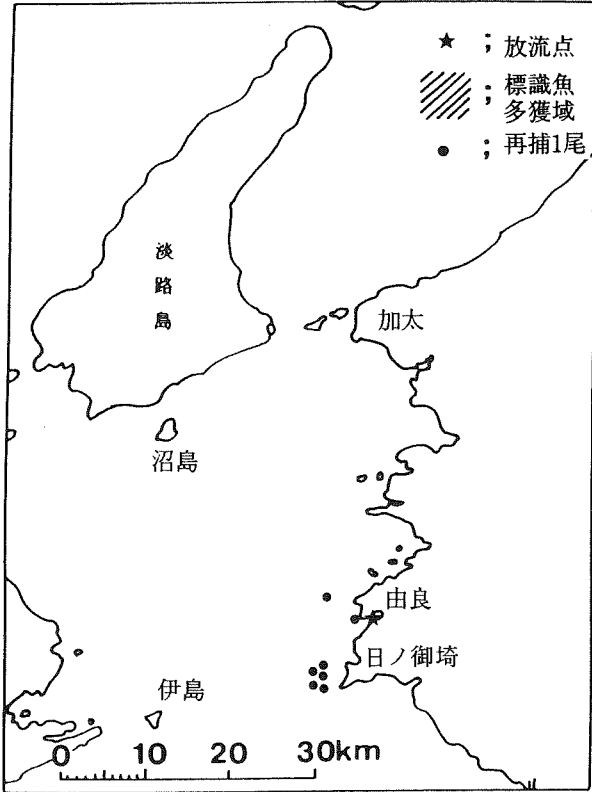 ★ ; 放流点
; 標識魚
多獲域
● ; 再捕1尾
淡路島
加太
沼島
由良
日ノ御埼
伊島
0 10 20 30km